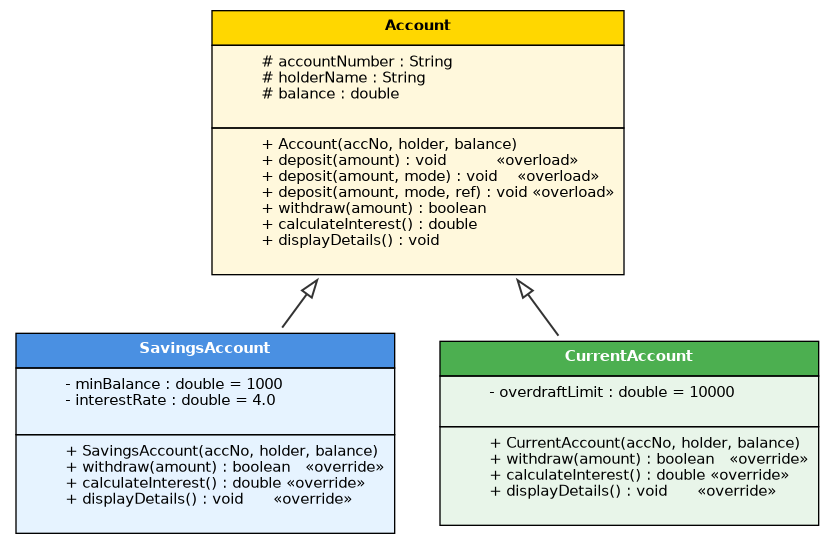 Account
# accountNumber : String
# holderName : String
# balance : double
+ Account(accNo, holder, balance)
+ deposit(amount) : void «overload»
+ deposit(amount, mode) : void «overload»
+ deposit(amount, mode, ref) : void «overload»
+ withdraw(amount) : boolean
+ calculateInterest() : double
+ displayDetails() : void
SavingsAccount
- minBalance : double = 1000
- interestRate : double = 4.0
+ SavingsAccount(accNo, holder, balance)
+ withdraw(amount) : boolean «override»
+ calculateInterest() : double «override»
+ displayDetails() : void «override»
CurrentAccount
- overdraftLimit : double = 10000
+ CurrentAccount(accNo, holder, balance)
+ withdraw(amount) : boolean «override»
+ calculateInterest() : double «override»
+ displayDetails() : void «override»